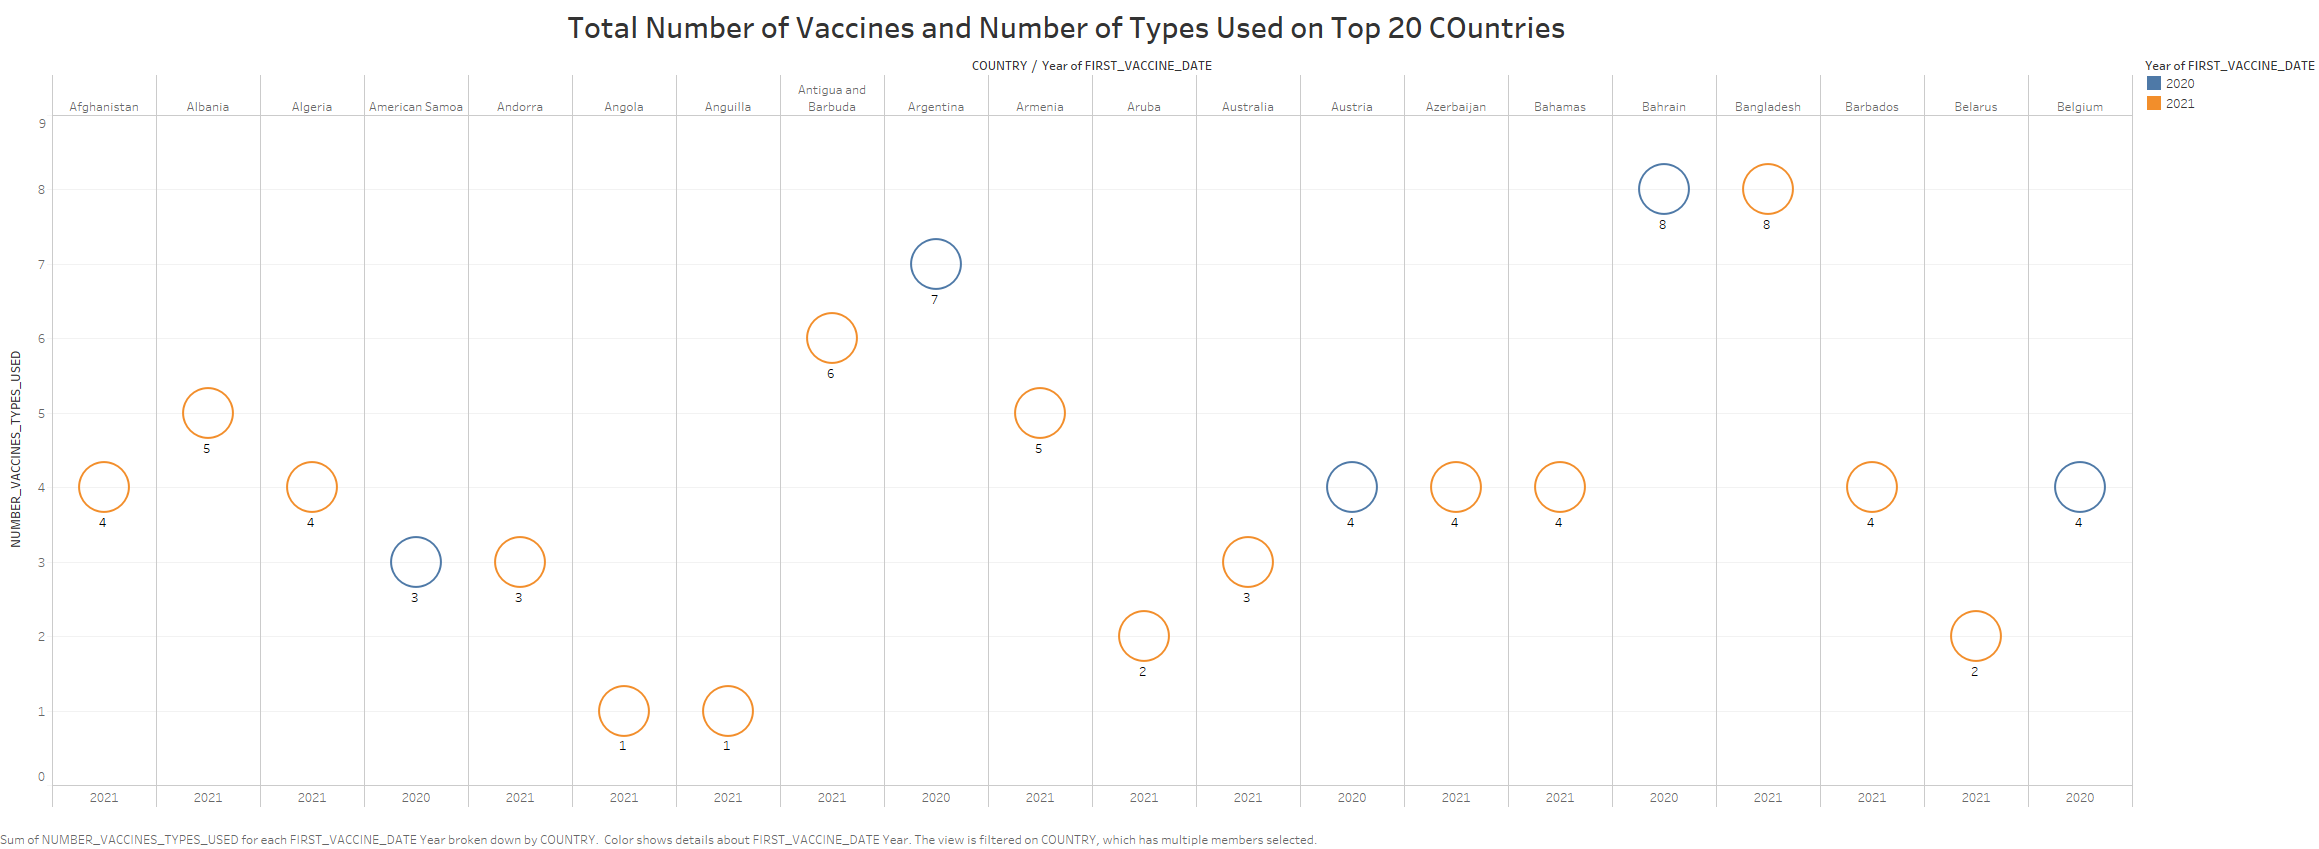 Total Number of Vaccines and Number of Types Used on Top 20 COuntries
COUNTRY / Year of FIRST_VACCINE_DATE
Afghanistan Albania Algeria American Samoa Andorra Angola Anguilla Antigua and Barbuda Argentina Armenia Aruba Australia Austria Azerbaijan Bahamas Bahrain Bangladesh Barbados Belarus Belgium
Year of FIRST_VACCINE_DATE
2020
2021
NUMBER_VACCINES_TYPES_USED
9
8
7
6
5
4
3
2
1
0
4 5 4 3 3 1 1 6 7 5 2 3 4 4 4 8 8 4 2 4
2021 2021 2021 2020 2021 2021 2021 2021 2020 2021 2021 2021 2020 2021 2021 2020 2021 2021 2021 2020
Sum of NUMBER_VACCINES_TYPES_USED for each FIRST_VACCINE_DATE Year broken down by COUNTRY. Color shows details about FIRST_VACCINE_DATE Year. The view is filtered on COUNTRY, which has multiple members selected.